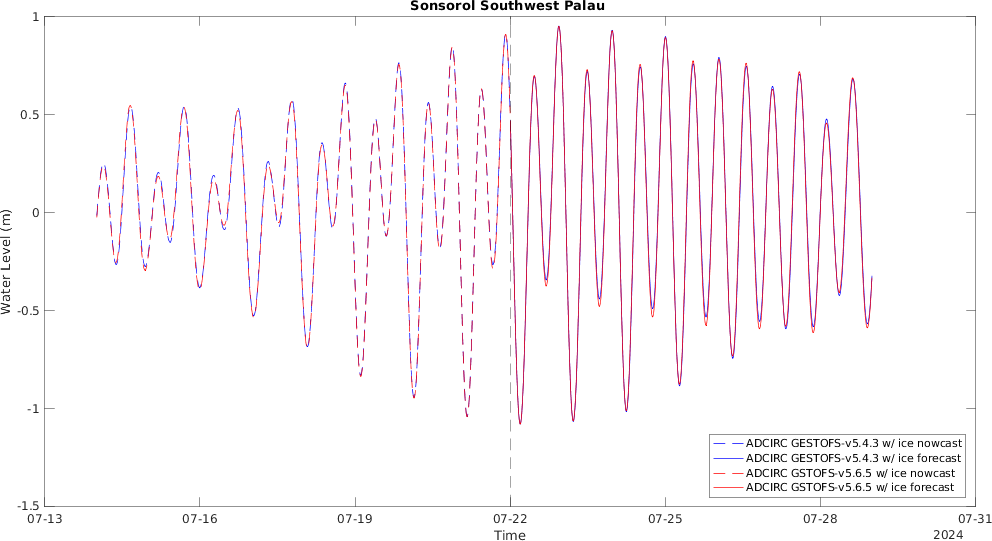 Sonsorol Southwest Palau
1
0.5
0
-0.5
-1
-1.5
Water Level (m)
07-13
07-16
07-19
07-22
07-25
07-28
07-31
Time
2024
ADCIRC GESTOFS-v5.4.3 w/ ice nowcast
ADCIRC GESTOFS-v5.4.3 w/ ice forecast
ADCIRC GSTOFS-v5.6.5 w/ ice nowcast
ADCIRC GSTOFS-v5.6.5 w/ ice forecast